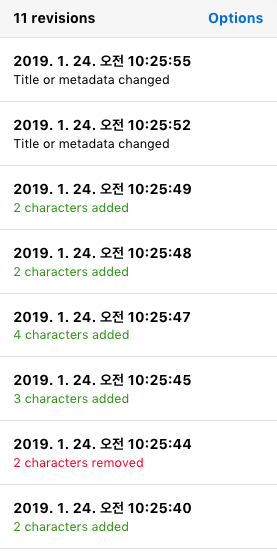 11 revisions Options
2019. 1. 24. 오전 10:25:55
Title or metadata changed
2019. 1. 24. 오전 10:25:52
Title or metadata changed
2019. 1. 24. 오전 10:25:49
2 characters added
2019. 1. 24. 오전 10:25:48
2 characters added
2019. 1. 24. 오전 10:25:47
4 characters added
2019. 1. 24. 오전 10:25:45
3 characters added
2019. 1. 24. 오전 10:25:44
2 characters removed
2019. 1. 24. 오전 10:25:40
2 characters added